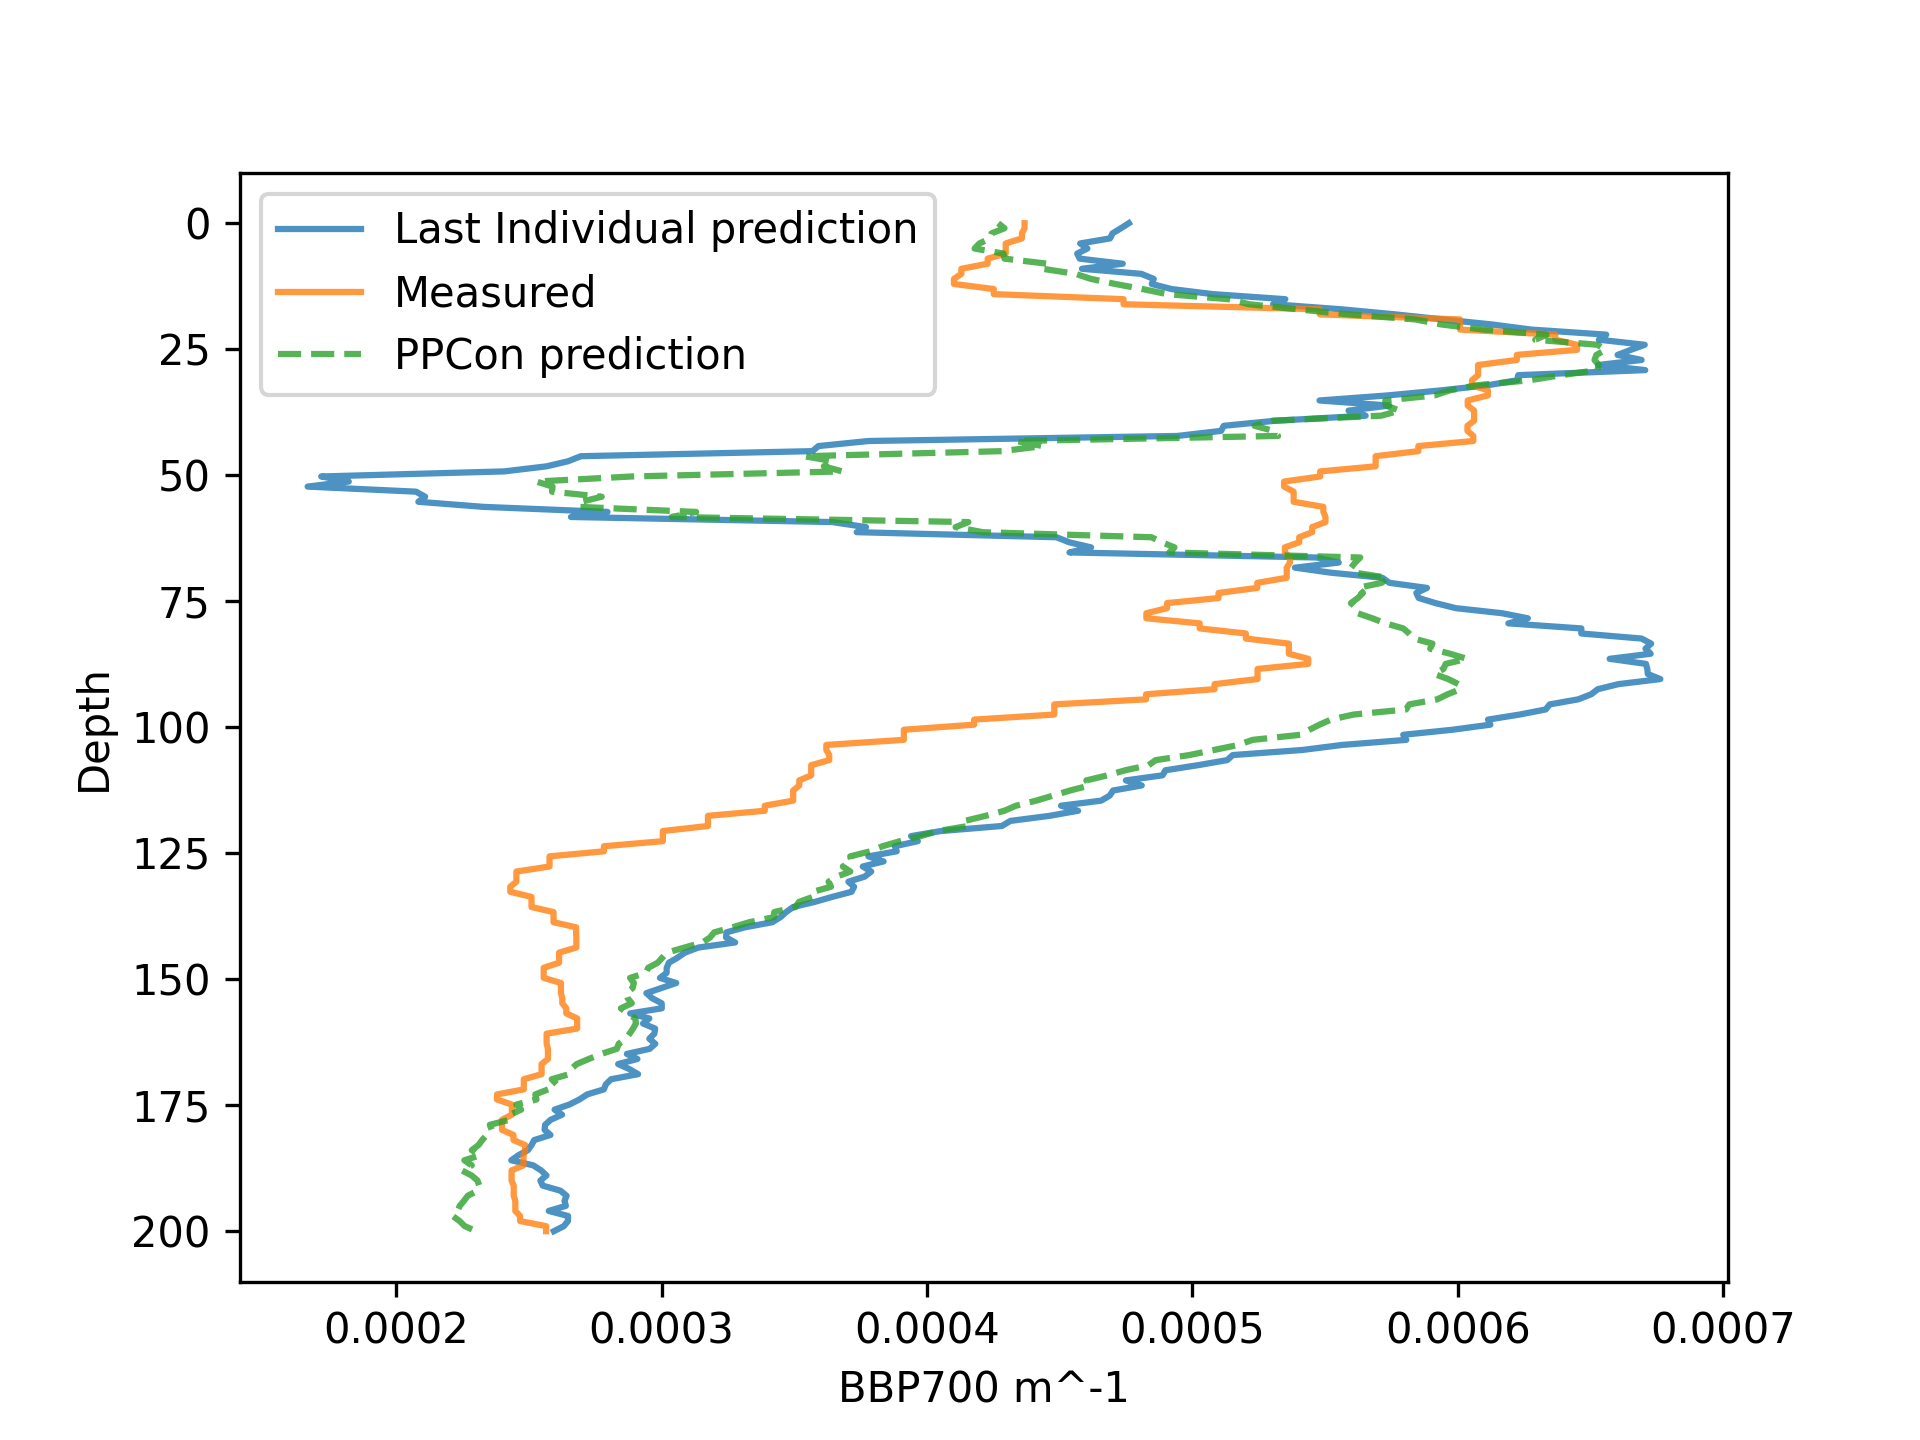 Last Individual prediction
Measured
PPCon prediction
0
25
50
75
100
125
150
175
200
Depth
0.0002 0.0003 0.0004 0.0005 0.0006 0.0007
BBP700 m^-1